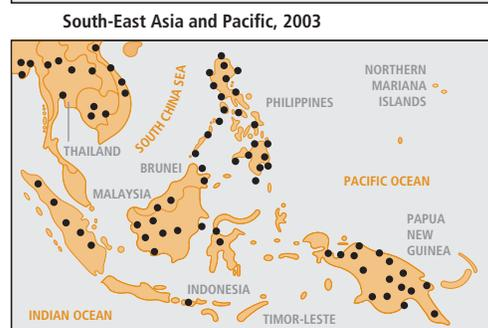 South-East Asia and Pacific, 2003
SOUTH CHINA SEA
NORTHERN
MARIANA
ISLANDS
PHILIPPINES
THAILAND
BRUNEI
MALAYSIA
PACIFIC OCEAN
PAPUA
NEW
GUINEA
INDONESIA
INDIAN OCEAN
TIMOR-LESTE